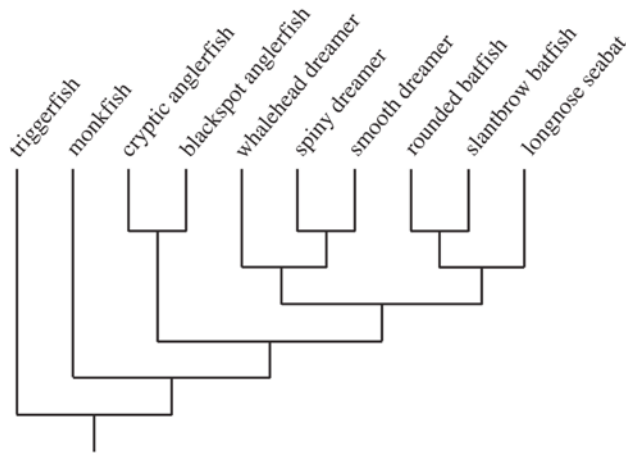 triggerfish
monkfish
cryptic anglerfish
blackspot anglerfish
whalehead dreamer
spiny dreamer
smooth dreamer
rounded batfish
slantbrow batfish
longnose seabat